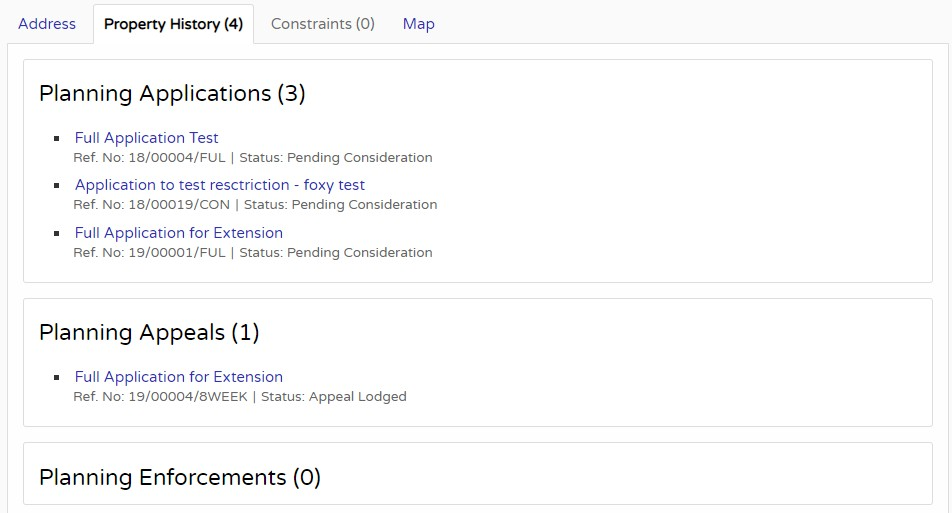 Address Property History (4) Constraints (0) Map
Planning Applications (3)
Full Application Test
Ref. No: 18/00004/FUL | Status: Pending Consideration
Application to test resctriction - foxy test
Ref. No: 18/00019/CON | Status: Pending Consideration
Full Application for Extension
Ref. No: 19/00001/FUL | Status: Pending Consideration
Planning Appeals (1)
Full Application for Extension
Ref. No: 19/00004/8WEEK | Status: Appeal Lodged
Planning Enforcements (0)